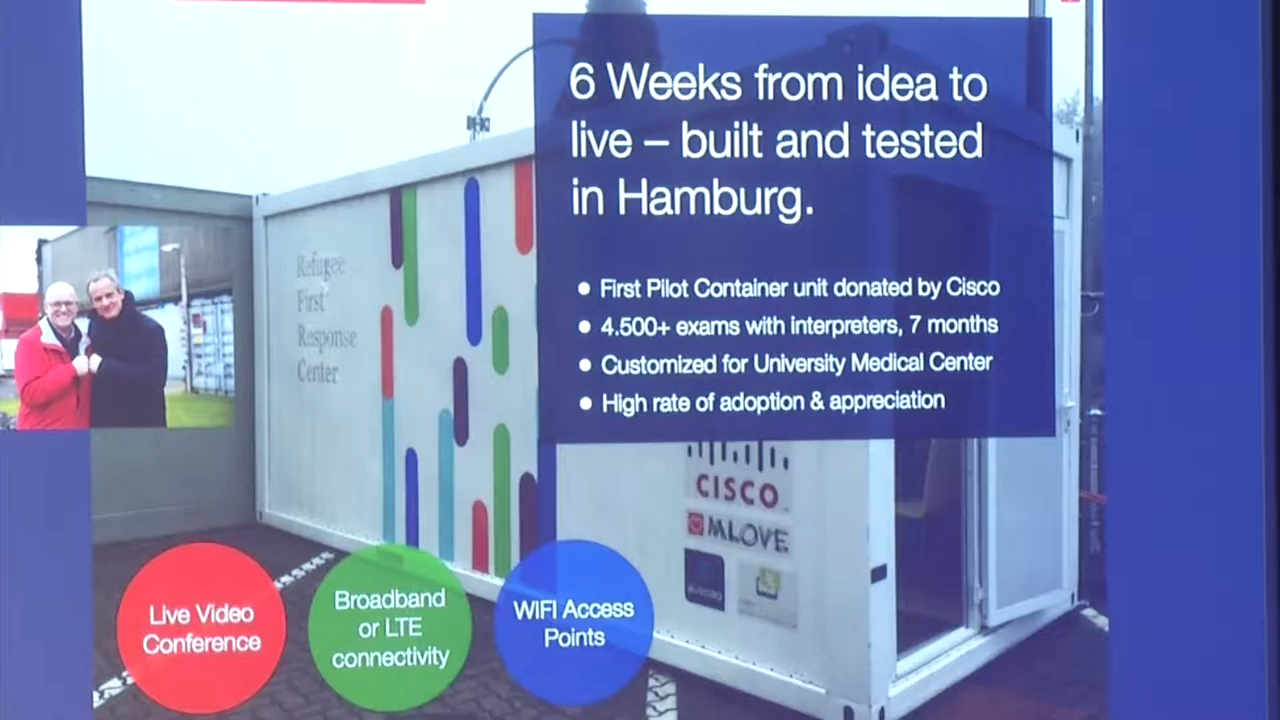 6 Weeks from idea to
live – built and tested
in Hamburg.
• First Pilot Container unit donated by Cisco
• 4.500+ exams with interpreters, 7 months
• Customized for University Medical Center
• High rate of adoption & appreciation
Refugee
First
Response
Center
CISCO
MLOVE
Live Video
Conference
Broadband
or LTE
connectivity
WIFI Access
Points